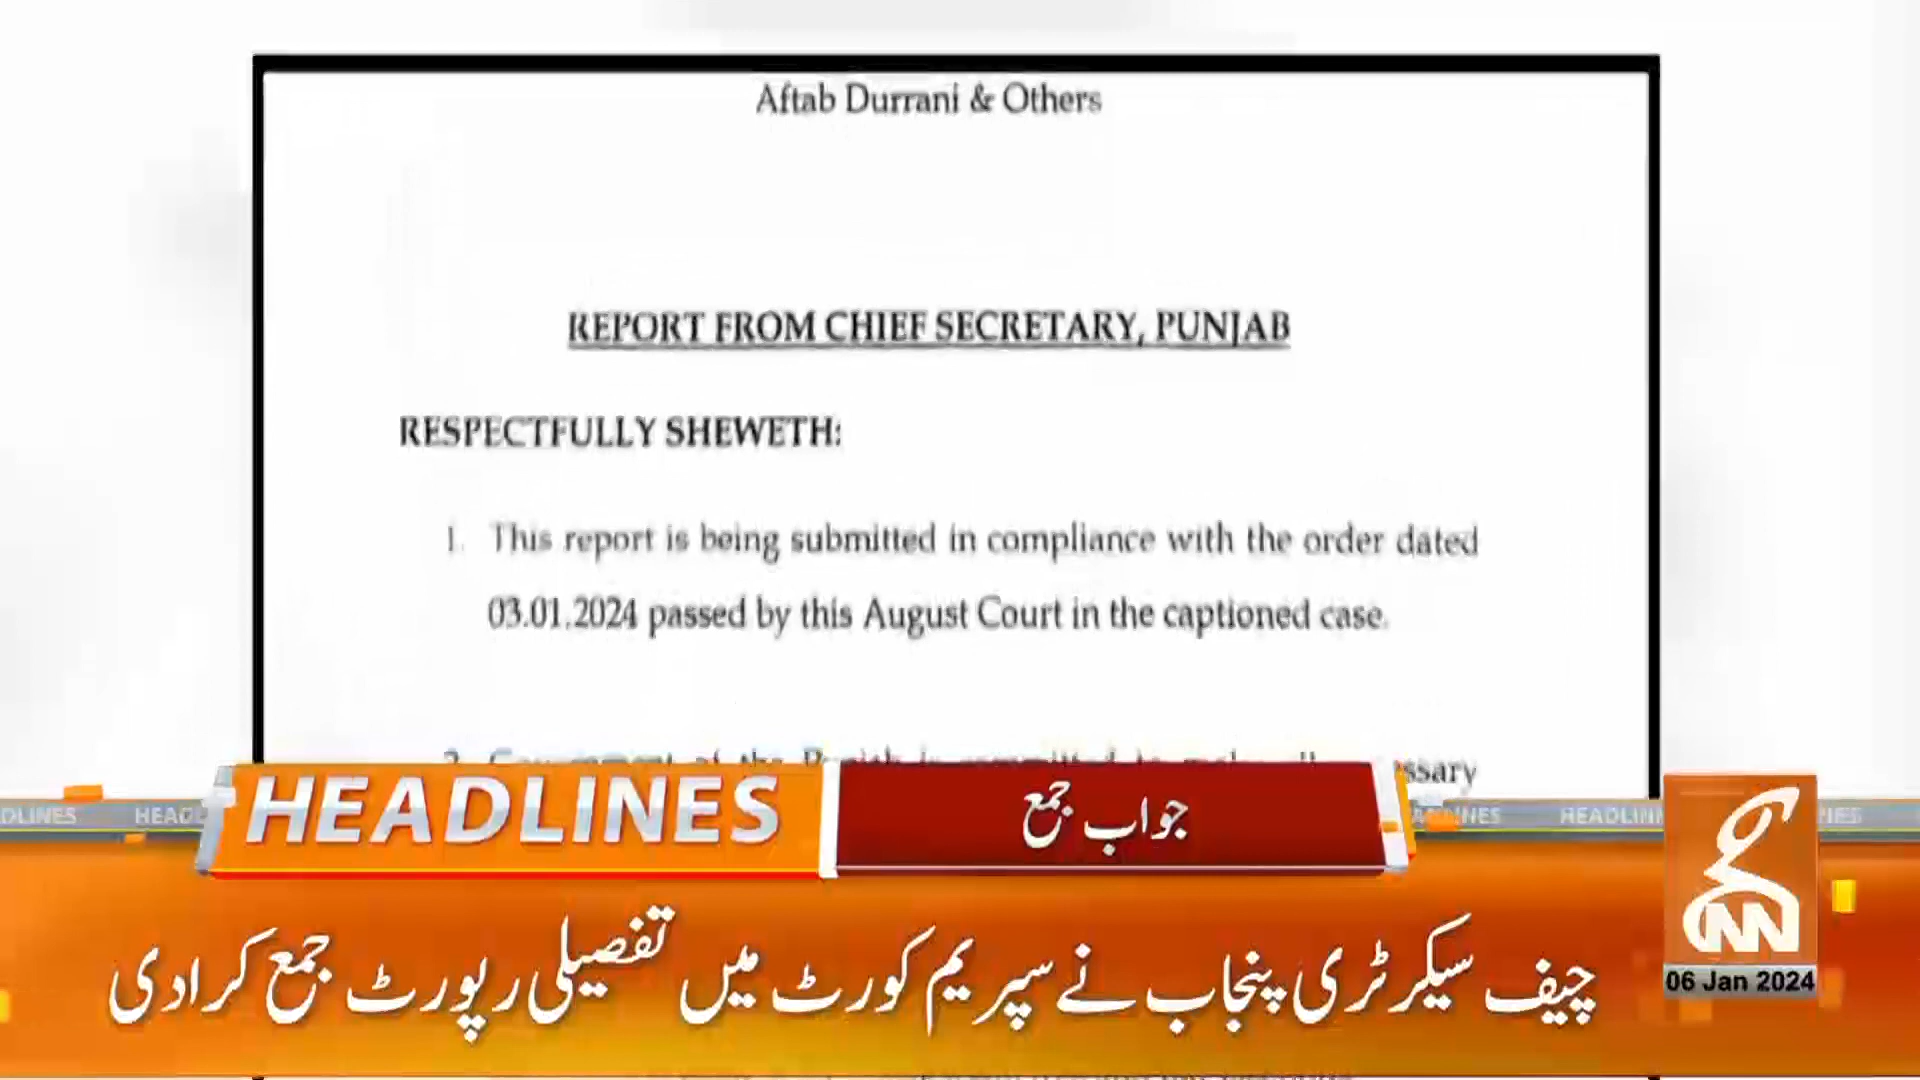 Aftab Durrani & Others
REPORT FROM CHIEF SECRETARY, PUNJAB
RESPECTFULLY SHEWETH:
1. This report is being submitted in compliance with the order dated
03.01.2024 passed by this August Court in the captioned case.
HEADLINES
جواب جمع
چیف سیکرٹری پنجاب نے سپریم کورٹ میں تفصیلی رپورٹ جمع کرادی
GNN
06 Jan 2024